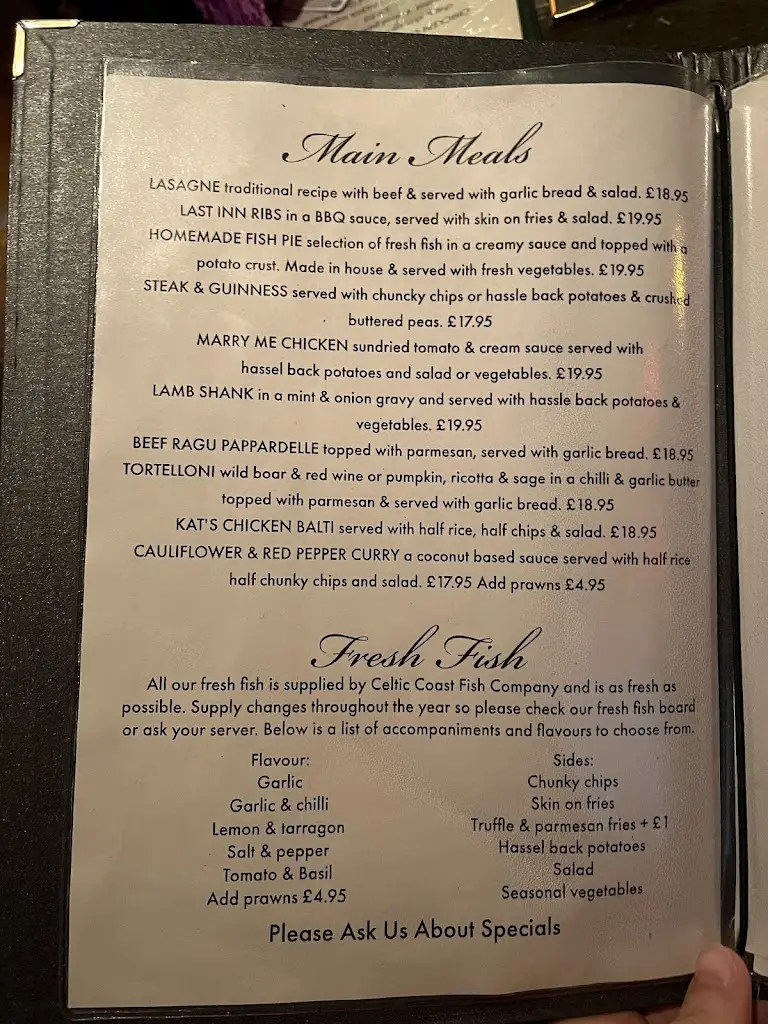 Main Meals
LASAGNE traditional recipe with beef & served with garlic bread & salad. £18.95
LAST INN RIBS in a BBQ sauce, served with skin on fries & salad. £19.95
HOMEMADE FISH PIE selection of fresh fish in a creamy sauce and topped with a
potato crust. Made in house & served with fresh vegetables. £19.95
STEAK & GUINNESS served with chuncky chips or hassle back potatoes & crushed
buttered peas. £17.95
MARRY ME CHICKEN sundried tomato & cream sauce served with
hassel back potatoes and salad or vegetables. £19.95
LAMB SHANK in a mint & onion gravy and served with hassle back potatoes &
vegetables. £19.95
BEEF RAGU PAPPARDELLE topped with parmesan, served with garlic bread. £18.95
TORTELLONI wild boar & red wine or pumpkin, ricotta & sage in a chilli & garlic butter
topped with parmesan & served with garlic bread. £18.95
KAT'S CHICKEN BALTI served with half rice, half chips & salad. £18.95
CAULIFLOWER & RED PEPPER CURRY a coconut based sauce served with half rice
half chunky chips and salad. £17.95 Add prawns £4.95
Fresh Fish
All our fresh fish is supplied by Celtic Coast Fish Company and is as fresh as
possible. Supply changes throughout the year so please check our fresh fish board
or ask your server. Below is a list of accompaniments and flavours to choose from.
Flavour:
Garlic
Garlic & chilli
Lemon & tarragon
Salt & pepper
Tomato & Basil
Add prawns £4.95
Sides:
Chunky chips
Skin on fries
Truffle & parmesan fries + £1
Hassel back potatoes
Salad
Seasonal vegetables
Please Ask Us About Specials